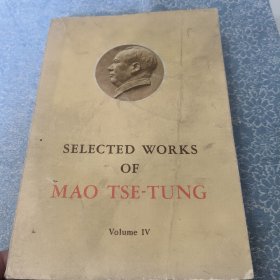 SELECTED WORKS
OF
MAO TSE-TUNG
Volume IV